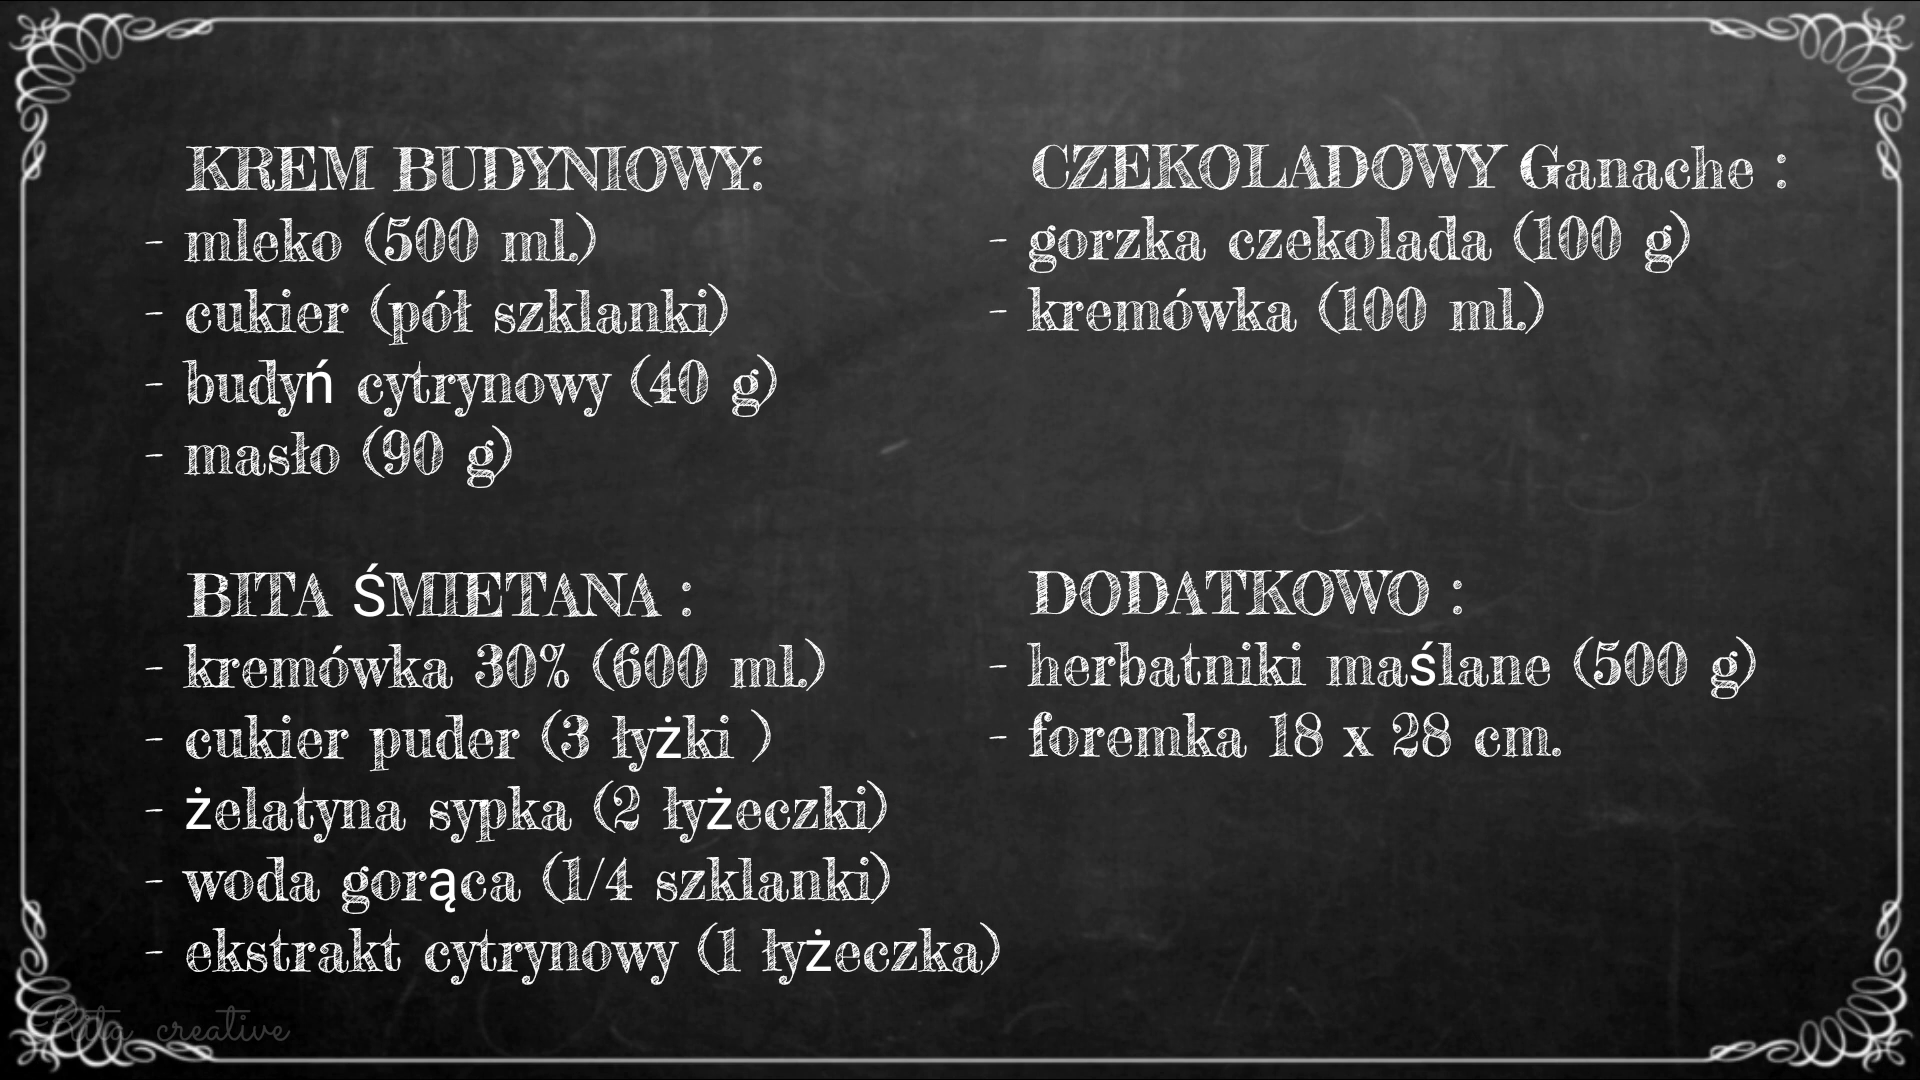 KREM BUDYNIOWY:
- mleko (500 ml.)
- cukier (pół szklanki)
- budyń cytrynowy (40 g)
- masło (90 g)
BITA ŚMIETANA :
- kremówka 30% (600 ml.)
- cukier puder (3 łyżki )
- żelatyna sypka (2 łyżeczki)
- woda gorąca (1/4 szklanki)
- ekstrakt cytrynowy (1 łyżeczka)
CZEKOLADOWY Ganache :
- gorzka czekolada (100 g)
- kremówka (100 ml.)
DODATKOWO :
- herbatniki maślane (500 g)
- foremka 18 x 28 cm.
Rita creative